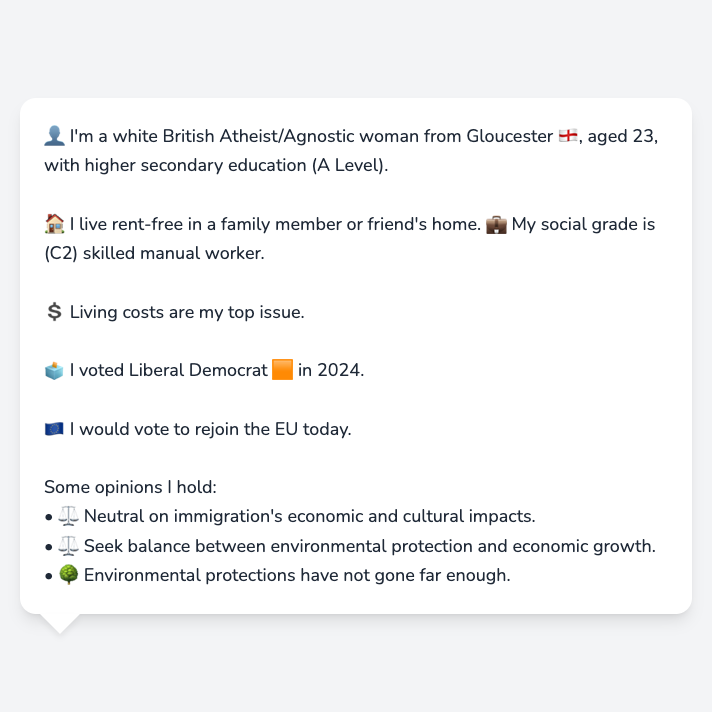 👤 I'm a white British Atheist/Agnostic woman from Gloucester 🏴󠁧󠁢󠁥󠁮󠁧󠁿, aged 23,
with higher secondary education (A Level).
🏠 I live rent-free in a family member or friend's home. 💼 My social grade is
(C2) skilled manual worker.
💲 Living costs are my top issue.
🗳️ I voted Liberal Democrat 🟧 in 2024.
🇪🇺 I would vote to rejoin the EU today.
Some opinions I hold:
• ⚖️ Neutral on immigration's economic and cultural impacts.
• ⚖️ Seek balance between environmental protection and economic growth.
• 🌳 Environmental protections have not gone far enough.